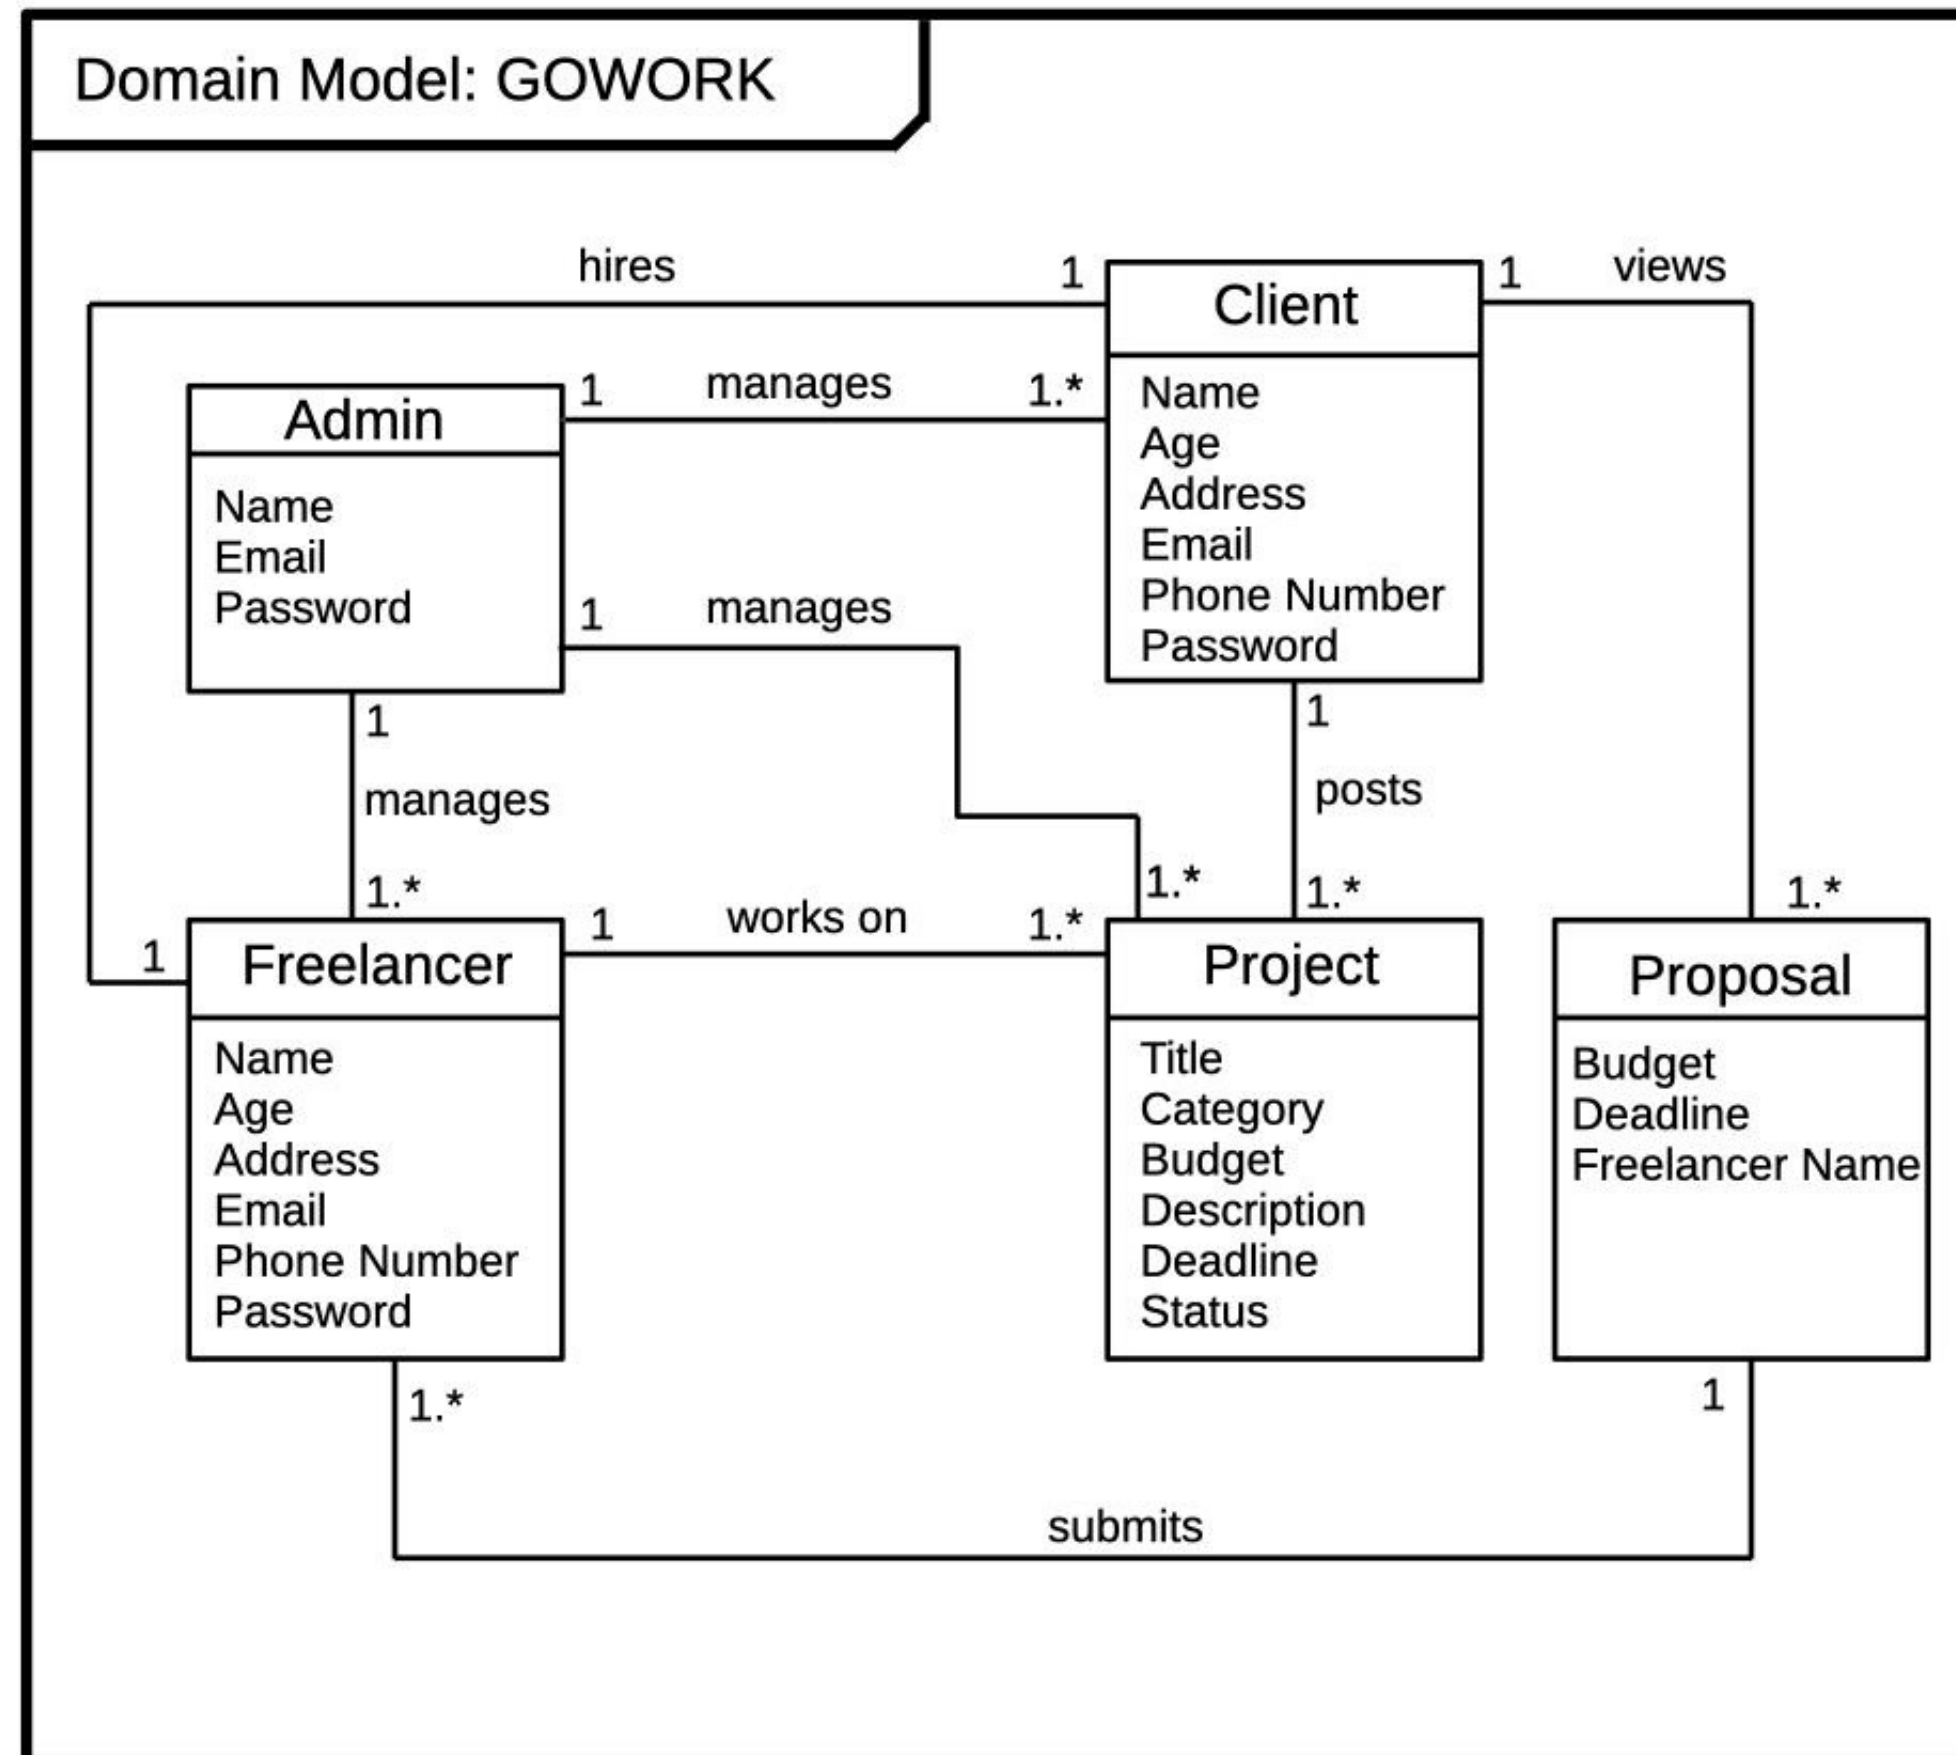 Domain Model: GOWORK
hires
1
Client
1
views
Name
Age
Address
Email
Phone Number
Password
Admin
Name
Email
Password
1
manages
1.*
1
manages
1.*
1
manages
1.*
1
posts
1.*
1.*
1
Freelancer
Name
Age
Address
Email
Phone Number
Password
1
works on
1.*
Project
Title
Category
Budget
Description
Deadline
Status
Proposal
Budget
Deadline
Freelancer Name
1.*
submits
1